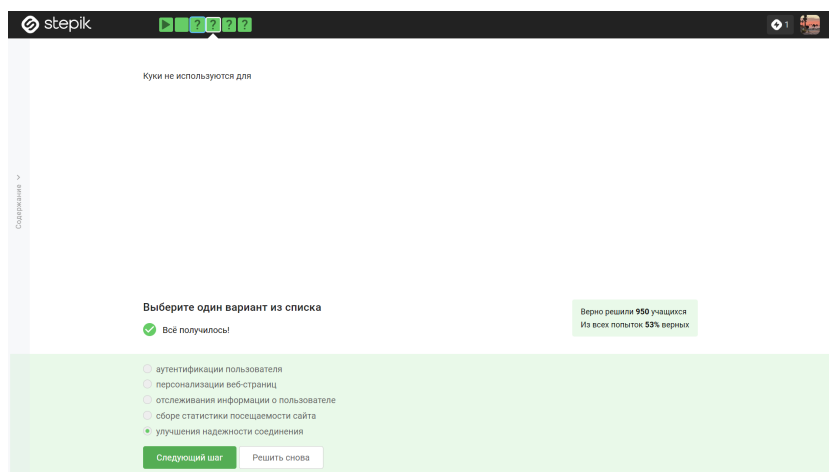 stepik
? ? ? ?
1
Содержание
Куки не используются для
Выберите один вариант из списка
Всё получилось!
Верно решили 950 учащихся
Из всех попыток 53% верных
аутентификации пользователя
персонализации веб-страниц
отслеживания информации о пользователе
сборе статистики посещаемости сайта
улучшения надежности соединения
Следующий шаг
Решить снова